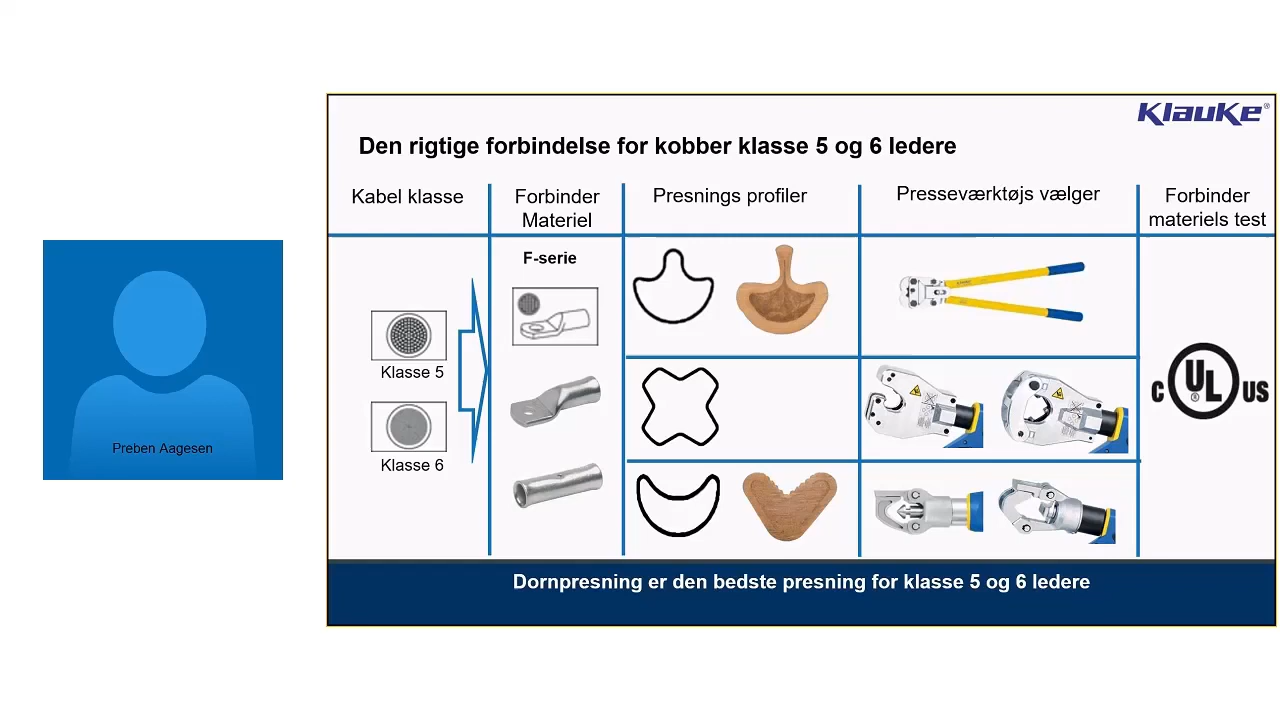 Klauke®
Den rigtige forbindelse for kobber klasse 5 og 6 ledere
Kabel klasse
Forbinder
Materiel
Presnings profiler
Presseværktøjs vælger
Forbinder
materiels test
F-serie
Klasse 5
Klasse 6
C UL® US
Dornpresning er den bedste presning for klasse 5 og 6 ledere
Preben Aagesen